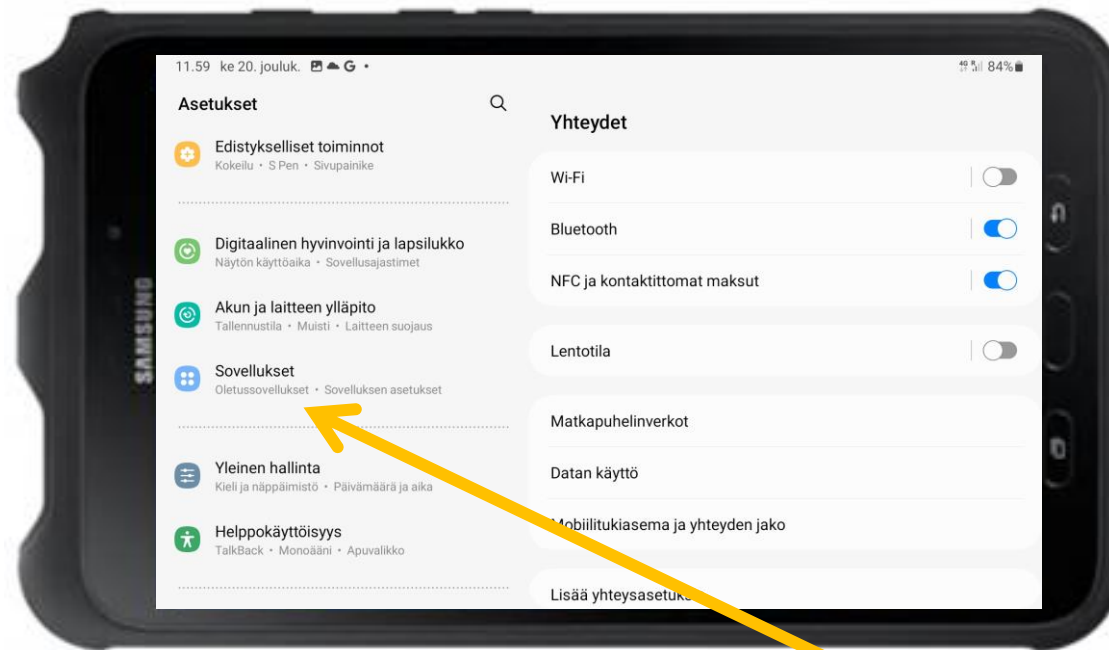 11.59 ke 20. jouluk. G •
84%
Asetukset
Edistykselliset toiminnot
Kokeilu • S Pen • Sivupainike
Digitaalinen hyvinvointi ja lapsilukko
Näytön käyttöaika • Sovellusajastimet
Akun ja laitteen ylläpito
Tallennustila • Muisti • Laitteen suojaus
Sovellukset
Oletussovellukset • Sovelluksen asetukset
Yleinen hallinta
Kieli ja näppäimistö • Päivämäärä ja aika
Helppokäyttöisyys
TalkBack • Monoääni • Apuvalikko
Yhteydet
Wi-Fi
Bluetooth
NFC ja kontaktittomat maksut
Lentotila
Matkapuhelinverkot
Datan käyttö
Mobiilitukiasema ja yhteyden jako
Lisää
SAMSUNG